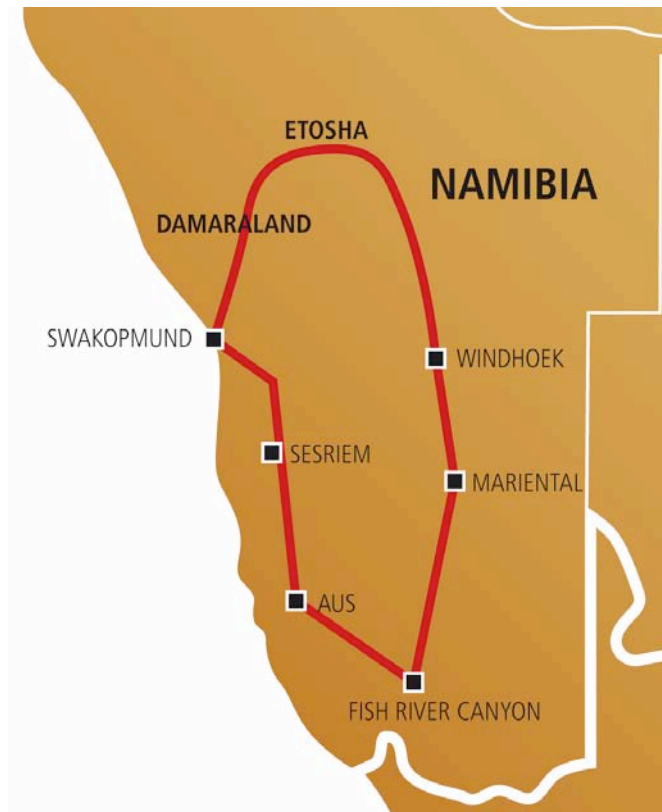 ETOSHA
NAMIBIA
DAMARALAND
SWAKOPMUND
WINDHOEK
SESRIEM
MARIENTAL
AUS
FISH RIVER CANYON